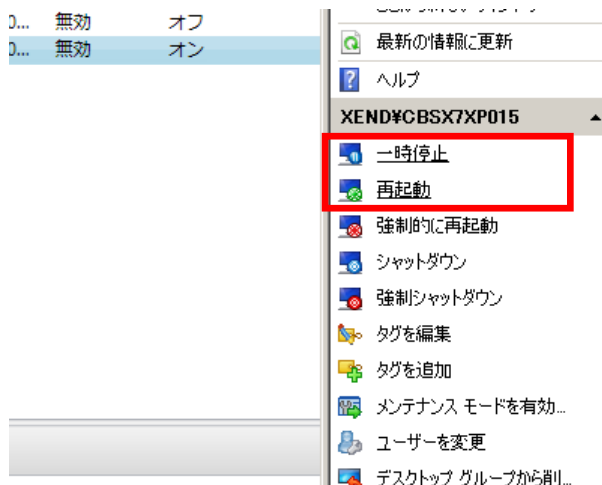 0... 無効 オフ
0... 無効 オン
最新の情報に更新
ヘルプ
XEND¥CBSX7XP015
一時停止
再起動
強制的に再起動
シャットダウン
強制シャットダウン
タグを編集
タグを追加
メンテナンス モードを有効...
ユーザーを変更
デスクトップ グループから削...